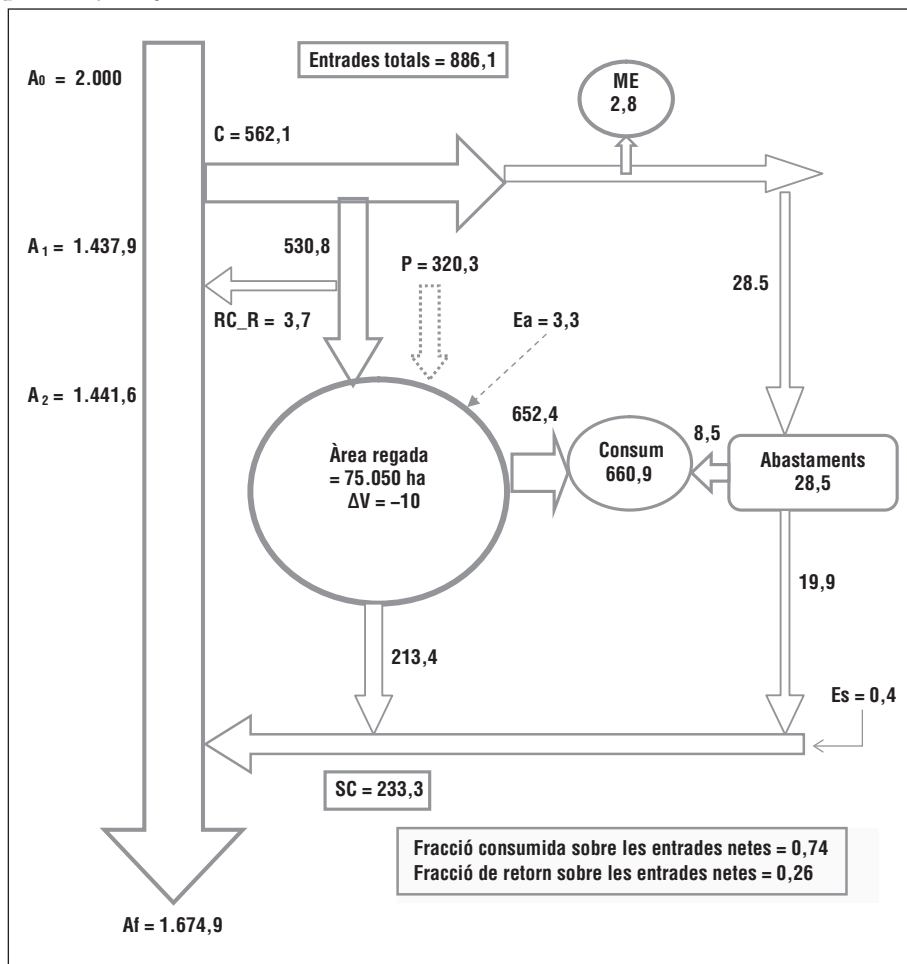 Entrades totals = 886,1
A0 = 2.000
ME
2,8
C = 562,1
A1 = 1.437,9
530,8
P = 320,3
28.5
RC_R = 3,7
Ea = 3,3
A2 = 1.441,6
652,4
8,5
Àrea regada
= 75.050 ha
ΔV = –10
Consum
660,9
Abastaments
28,5
19,9
213,4
Es = 0,4
SC = 233,3
Fracció consumida sobre les entrades netes = 0,74
Fracció de retorn sobre les entrades netes = 0,26
Af = 1.674,9